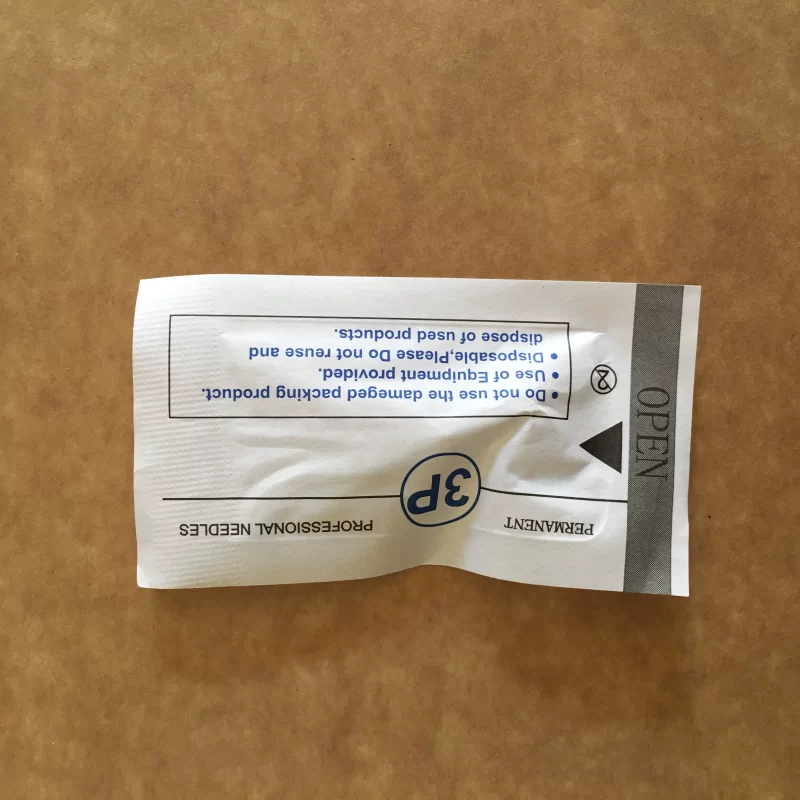 OPEN
PERMANENT
3P
PROFESSIONAL NEEDLES
• Do not use the dameged packing product.
• Use of Equipment provided.
• Disposable,Please Do not reuse and
dispose of used products.